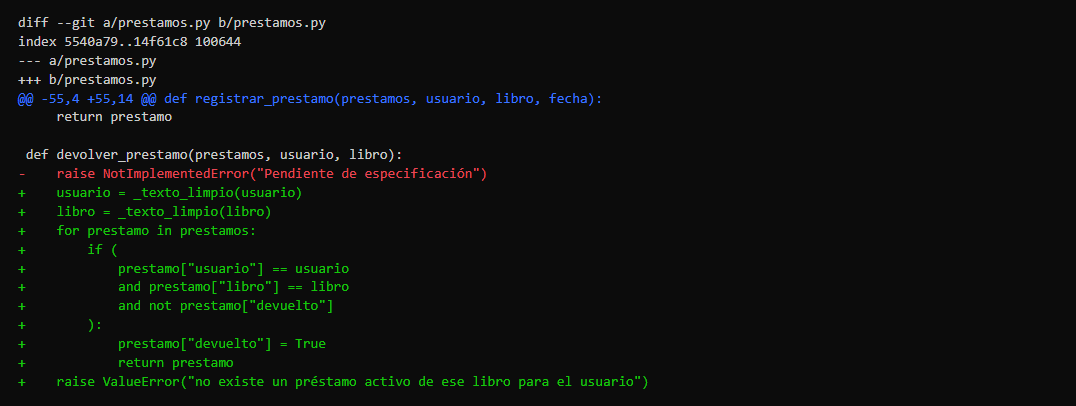 diff --git a/prestamos.py b/prestamos.py
index 5540a79..14f61c8 100644
--- a/prestamos.py
+++ b/prestamos.py
@@ -55,4 +55,14 @@ def registrar_prestamo(prestamos, usuario, libro, fecha):
     return prestamo

 def devolver_prestamo(prestamos, usuario, libro):
-    raise NotImplementedError("Pendiente de especificación")
+    usuario = _texto_limpio(usuario)
+    libro = _texto_limpio(libro)
+    for prestamo in prestamos:
+        if (
+            prestamo["usuario"] == usuario
+            and prestamo["libro"] == libro
+            and not prestamo["devuelto"]
+        ):
+            prestamo["devuelto"] = True
+            return prestamo
+    raise ValueError("no existe un préstamo activo de ese libro para el usuario")